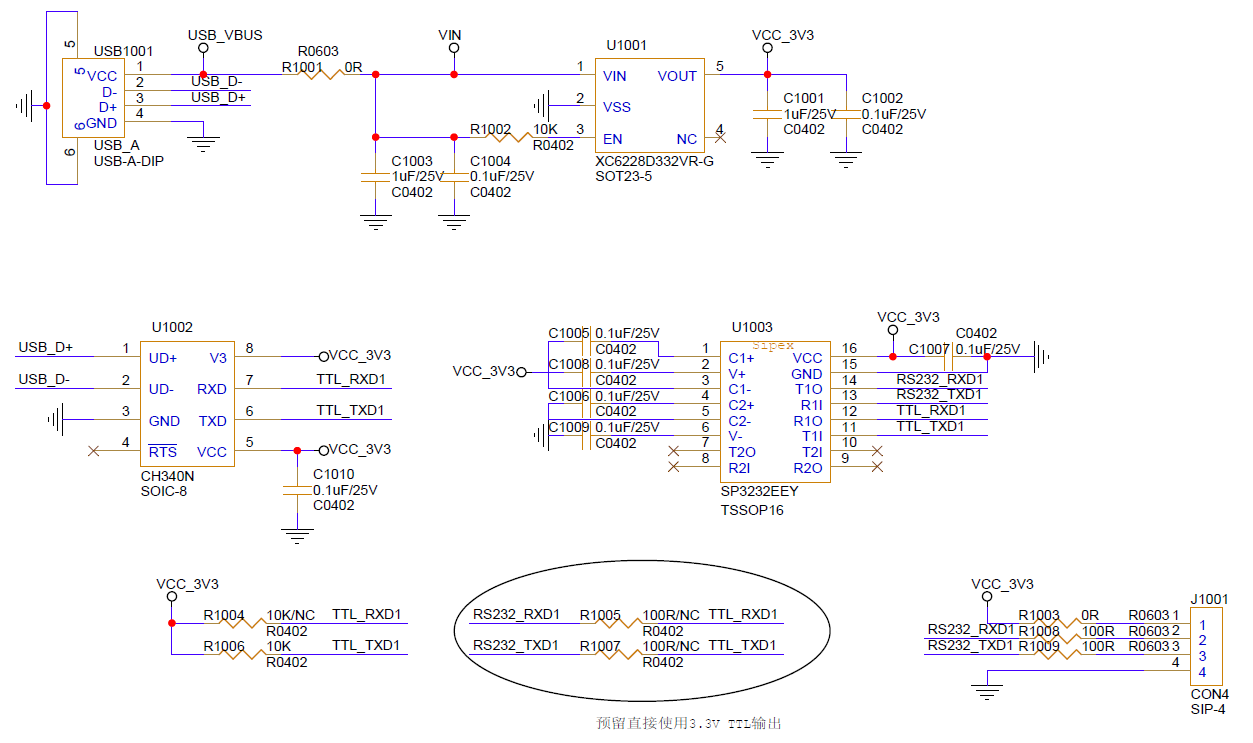 USB_VBUS
VIN
VCC_3V3
USB1001
R0603
R1001
0R
U1001
5
5
VCC
D-
D+
GND
6
6
1
2
3
4
USB_D-
USB_D+
USB_A
USB-A-DIP
1
2
3
VIN
VSS
EN
VOUT
NC
5
4
R1002
10K
R0402
XC6228D332VR-G
SOT23-5
C1001
1uF/25V
C0402
C1002
0.1uF/25V
C0402
C1003
1uF/25V
C0402
C1004
0.1uF/25V
C0402
U1002
USB_D+
USB_D-
1
2
3
4
UD+
UD-
GND
RTS
V3
RXD
TXD
VCC
8
7
6
5
VCC_3V3
TTL_RXD1
TTL_TXD1
VCC_3V3
CH340N
SOIC-8
C1010
0.1uF/25V
C0402
VCC_3V3
C1005
0.1uF/25V
C0402
C1008
0.1uF/25V
C0402
C1006
0.1uF/25V
C0402
C1009
0.1uF/25V
C0402
U1003
Sipex
1
2
3
4
5
6
7
8
C1+
V+
C1-
C2+
C2-
V-
T2O
R2I
VCC
GND
T1O
R1I
R1O
T1I
T2I
R2O
16
15
14
13
12
11
10
9
SP3232EEY
TSSOP16
VCC_3V3
C0402
C1007
0.1uF/25V
RS232_RXD1
RS232_TXD1
TTL_RXD1
TTL_TXD1
VCC_3V3
R1004
10K/NC
TTL_RXD1
R0402
R1006
10K
TTL_TXD1
R0402
RS232_RXD1
R1005
100R/NC
TTL_RXD1
R0402
RS232_TXD1
R1007
100R/NC
TTL_TXD1
R0402
预留直接使用3.3V TTL输出
VCC_3V3
J1001
R1003
0R
R0603
1
RS232_RXD1
R1008
100R
R0603
2
RS232_TXD1
R1009
100R
R0603
3
4
1
2
3
4
CON4
SIP-4